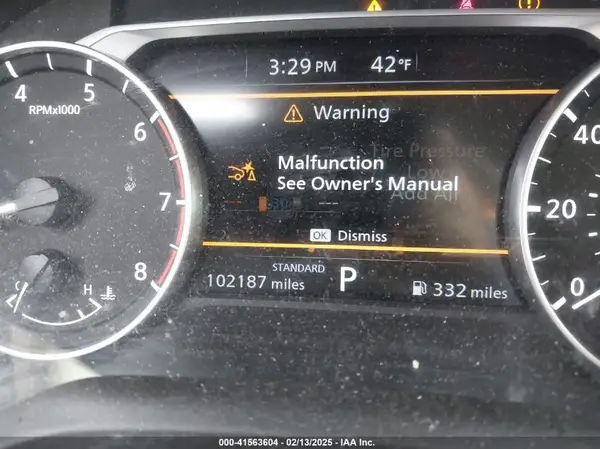 3:29 PM 42°F
4 5 6 7 8
RPMx1000
Warning
Tire Pressure
Malfunction
Low
See Owner's Manual
Add Air
OK Dismiss
STANDARD
102187 miles P 332 miles
C H
40
20
0
000-41563604 - 02/13/2025 - IAA Inc.